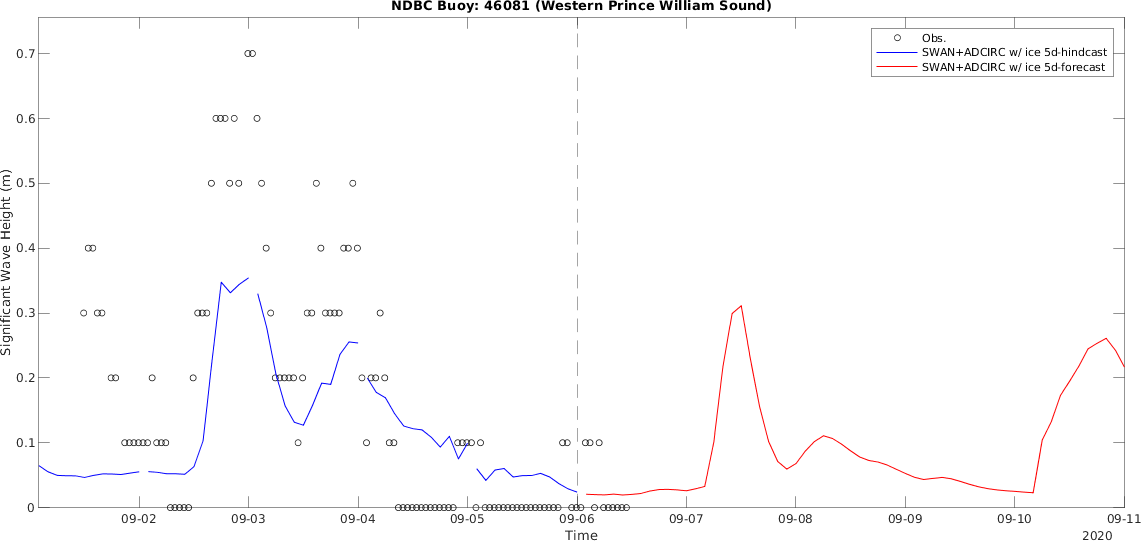 NDBC Buoy: 46081 (Western Prince William Sound)
Obs.
SWAN+ADCIRC w/ ice 5d-hindcast
SWAN+ADCIRC w/ ice 5d-forecast
Significant Wave Height (m)
0.7
0.6
0.5
0.4
0.3
0.2
0.1
0
09-02 09-03 09-04 09-05 09-06 09-07 09-08 09-09 09-10 09-11
Time
2020